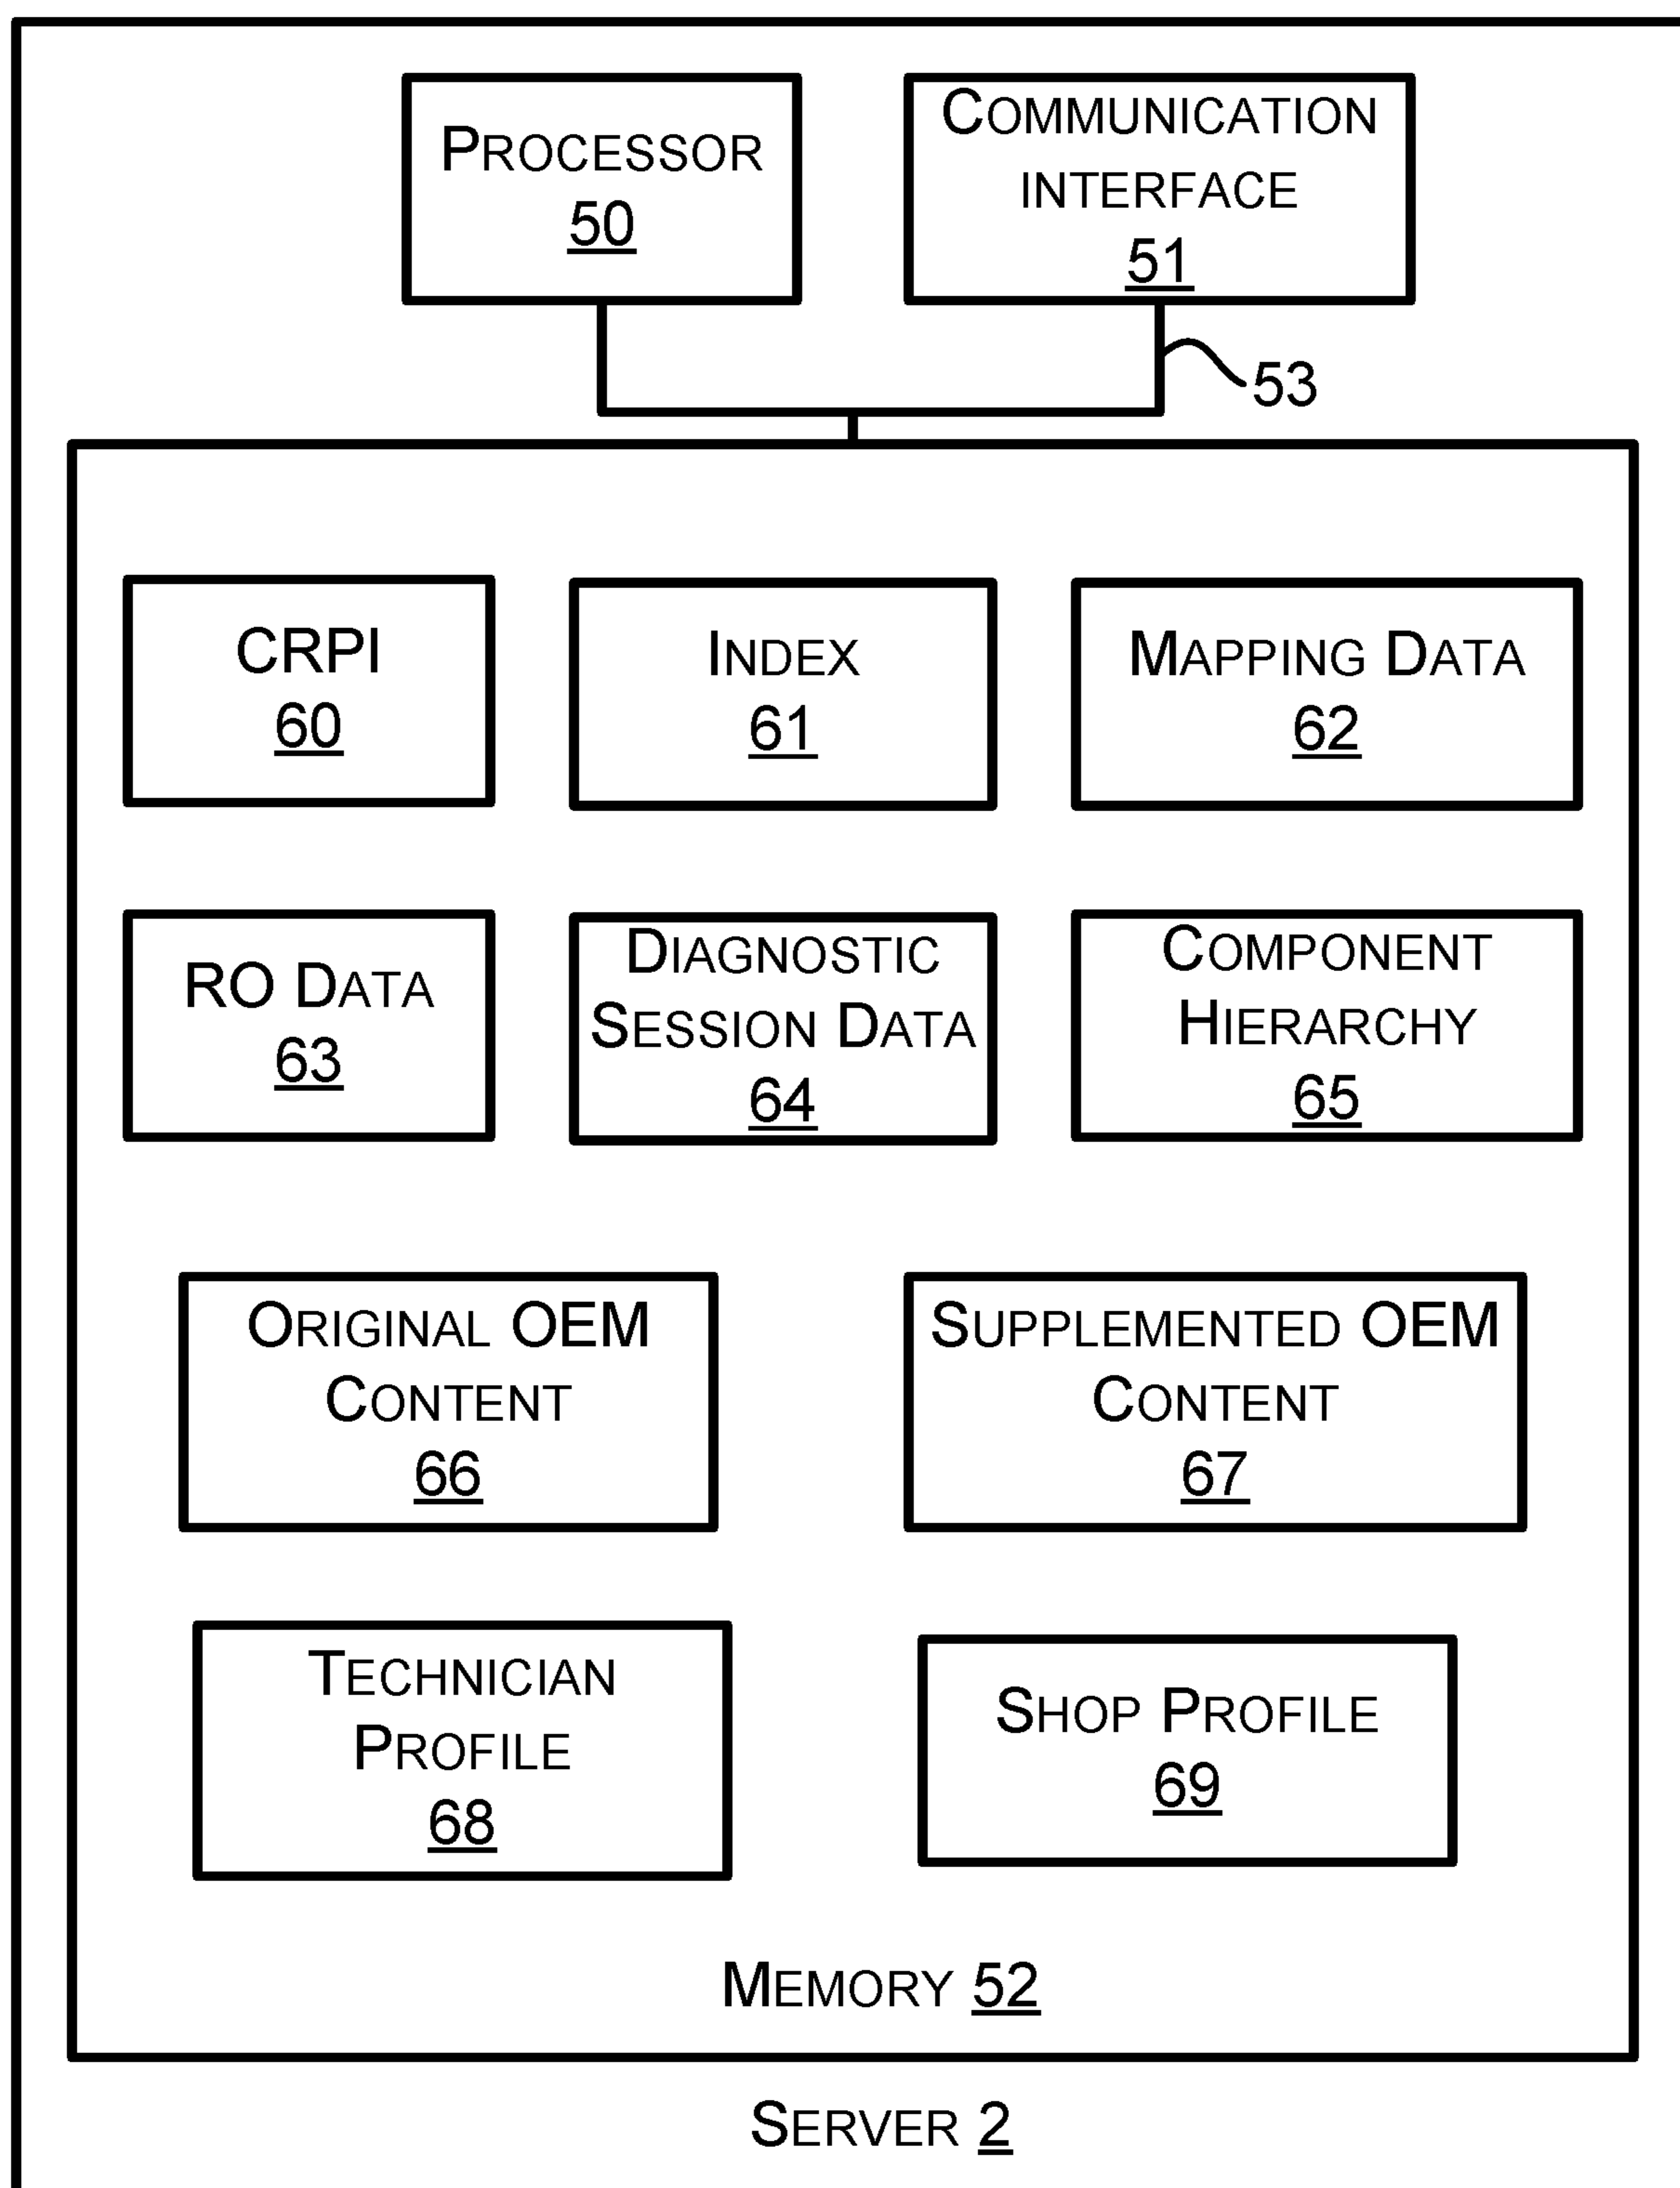 PROCESSOR
50
COMMUNICATION
INTERFACE
51
53
CRPI
60
INDEX
61
MAPPING DATA
62
RO DATA
63
DIAGNOSTIC
SESSION DATA
64
COMPONENT
HIERARCHY
65
ORIGINAL OEM
CONTENT
66
SUPPLEMENTED OEM
CONTENT
67
TECHNICIAN
PROFILE
68
SHOP PROFILE
69
MEMORY 52
SERVER 2